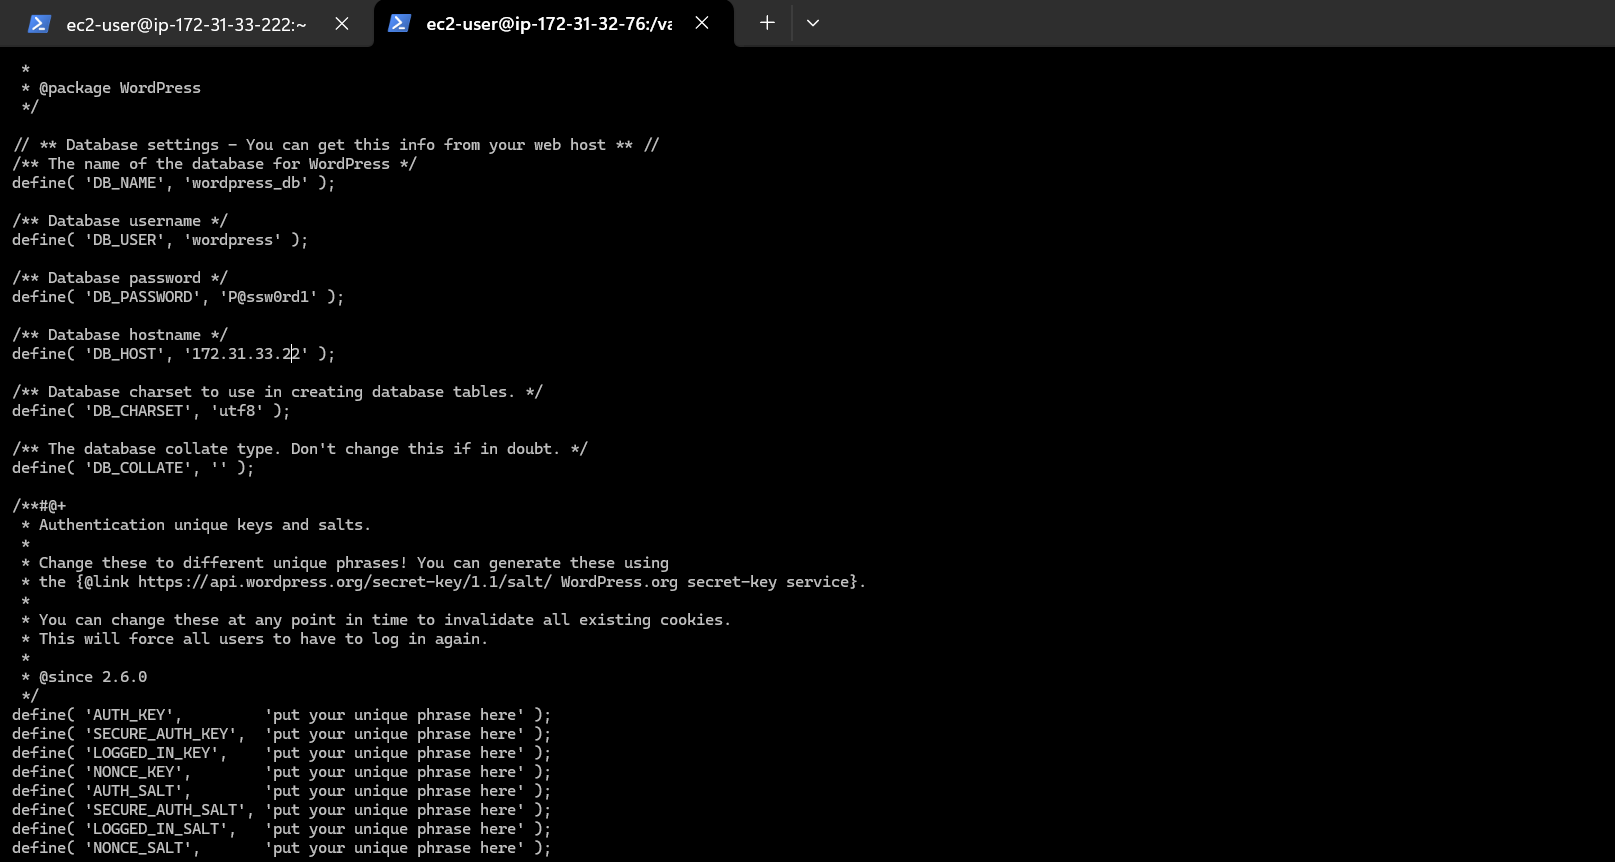 ec2-user@ip-172-31-33-222:~
ec2-user@ip-172-31-32-76:/va
 *
 * @package WordPress
 */
// ** Database settings - You can get this info from your web host ** //
/** The name of the database for WordPress */
define( 'DB_NAME', 'wordpress_db' );
/** Database username */
define( 'DB_USER', 'wordpress' );
/** Database password */
define( 'DB_PASSWORD', 'P@ssw0rd1' );
/** Database hostname */
define( 'DB_HOST', '172.31.33.22' );
/** Database charset to use in creating database tables. */
define( 'DB_CHARSET', 'utf8' );
/** The database collate type. Don't change this if in doubt. */
define( 'DB_COLLATE', '' );
/**#@+
 * Authentication unique keys and salts.
 *
 * Change these to different unique phrases! You can generate these using
 * the {@link https://api.wordpress.org/secret-key/1.1/salt/ WordPress.org secret-key service}.
 *
 * You can change these at any point in time to invalidate all existing cookies.
 * This will force all users to have to log in again.
 *
 * @since 2.6.0
 */
define( 'AUTH_KEY',         'put your unique phrase here' );
define( 'SECURE_AUTH_KEY',  'put your unique phrase here' );
define( 'LOGGED_IN_KEY',    'put your unique phrase here' );
define( 'NONCE_KEY',        'put your unique phrase here' );
define( 'AUTH_SALT',        'put your unique phrase here' );
define( 'SECURE_AUTH_SALT', 'put your unique phrase here' );
define( 'LOGGED_IN_SALT',   'put your unique phrase here' );
define( 'NONCE_SALT',       'put your unique phrase here' );